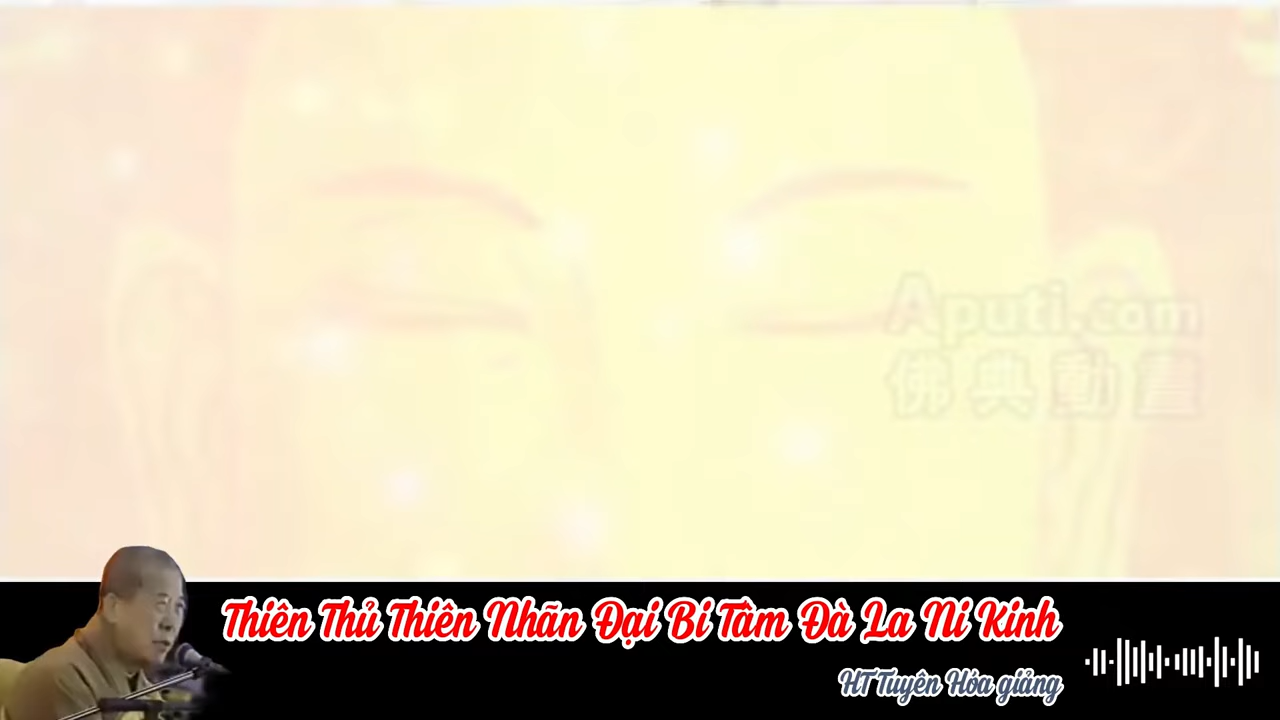 Aputi.com
佛典動畫
Thiên Thủ Thiên Nhãn Đại Bi Tâm Đà La Ni Kinh
HT Tuyên Hóa giảng